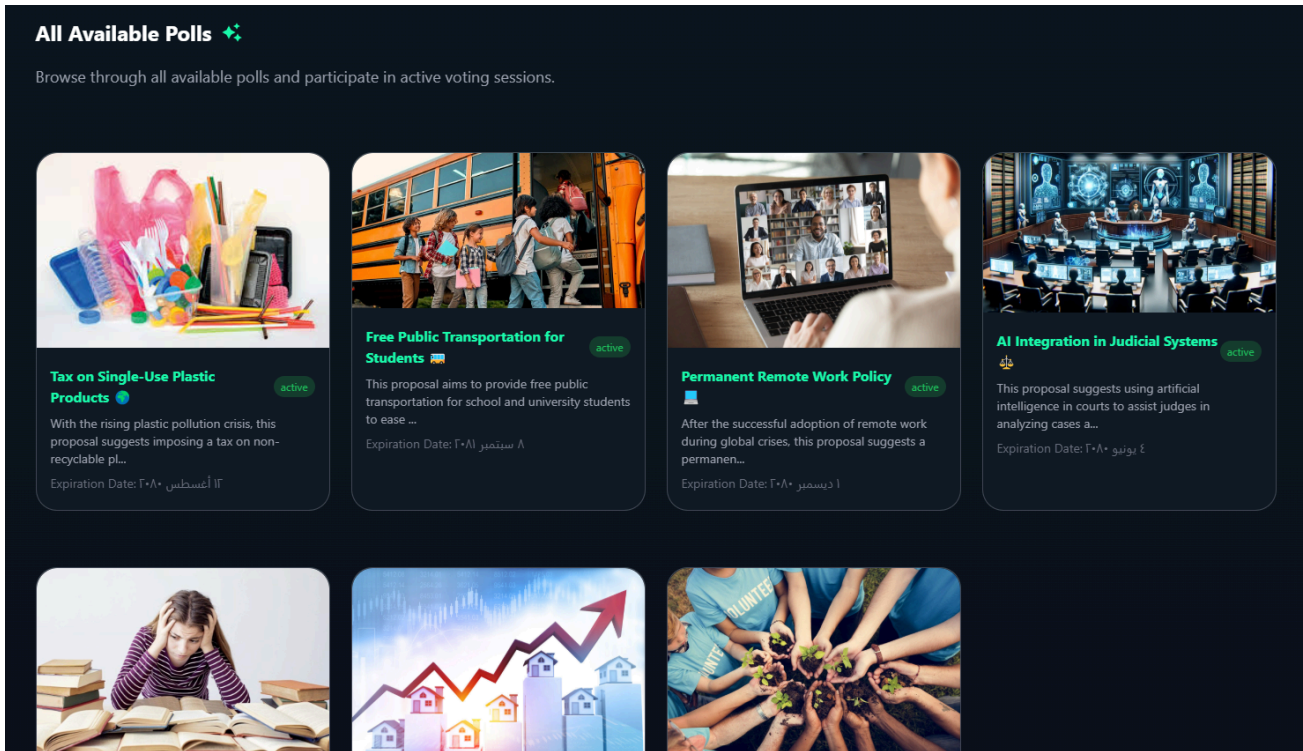 All Available Polls
Browse through all available polls and participate in active voting sessions.
Tax on Single-Use Plastic
Products
active
With the rising plastic pollution crisis, this
proposal suggests imposing a tax on non-
recyclable pl...
Expiration Date: ١٢ أغسطس ٢٠٨٠
Free Public Transportation for
Students
active
This proposal aims to provide free public
transportation for school and university students
to ease ...
Expiration Date: ٨ سبتمبر ٢٠٨١
Permanent Remote Work Policy
active
After the successful adoption of remote work
during global crises, this proposal suggests a
permanen...
Expiration Date: ١ ديسمبر ٢٠٨٠
AI Integration in Judicial Systems
active
This proposal suggests using artificial
intelligence in courts to assist judges in
analyzing cases a...
Expiration Date: ٤ يونيو ٢٠٨٠
VOLUNTEE
UNTE